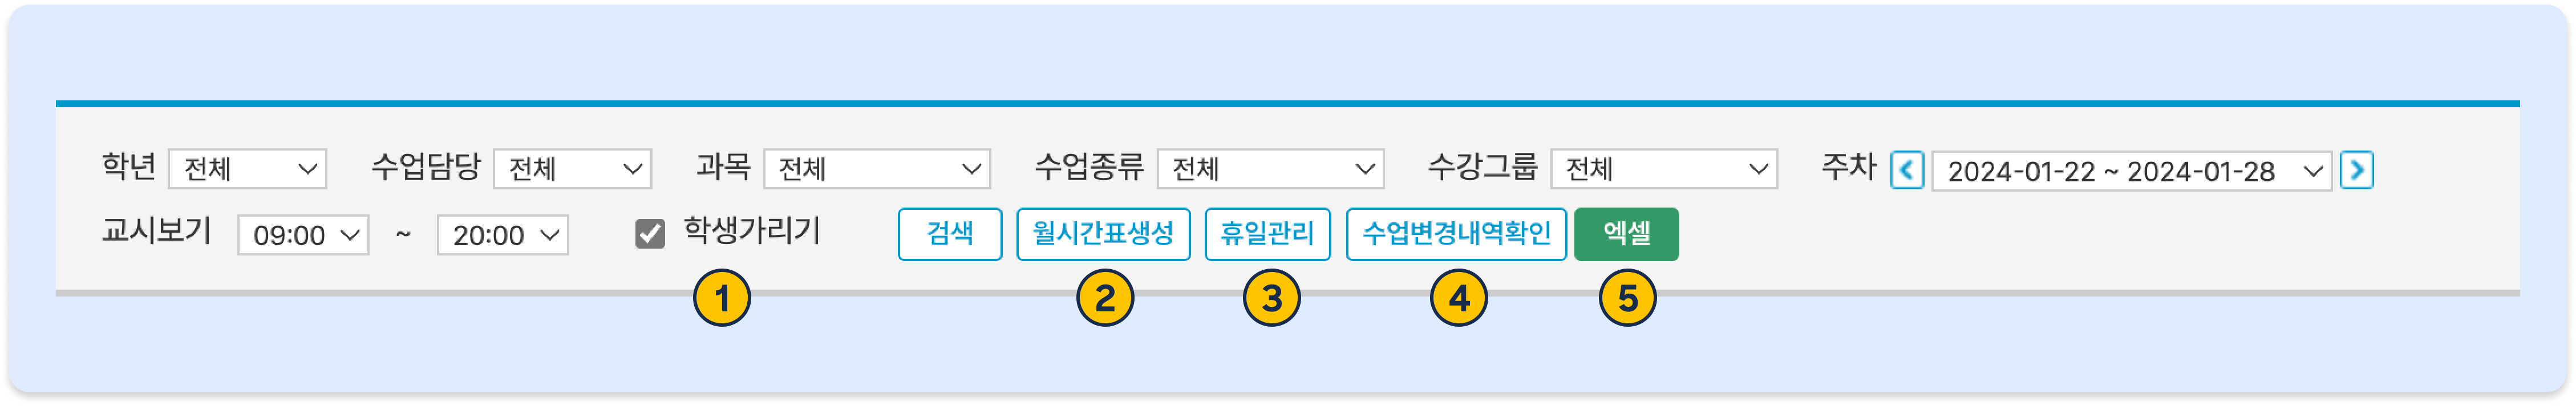 학년 전체 수업담당 전체 과목 전체 수업종류 전체 수강그룹 전체 주차 2024-01-22 ~ 2024-01-28
교시보기 09:00 ~ 20:00 학생가리기 검색 월시간표생성 휴일관리 수업변경내역확인 엑셀
1 2 3 4 5